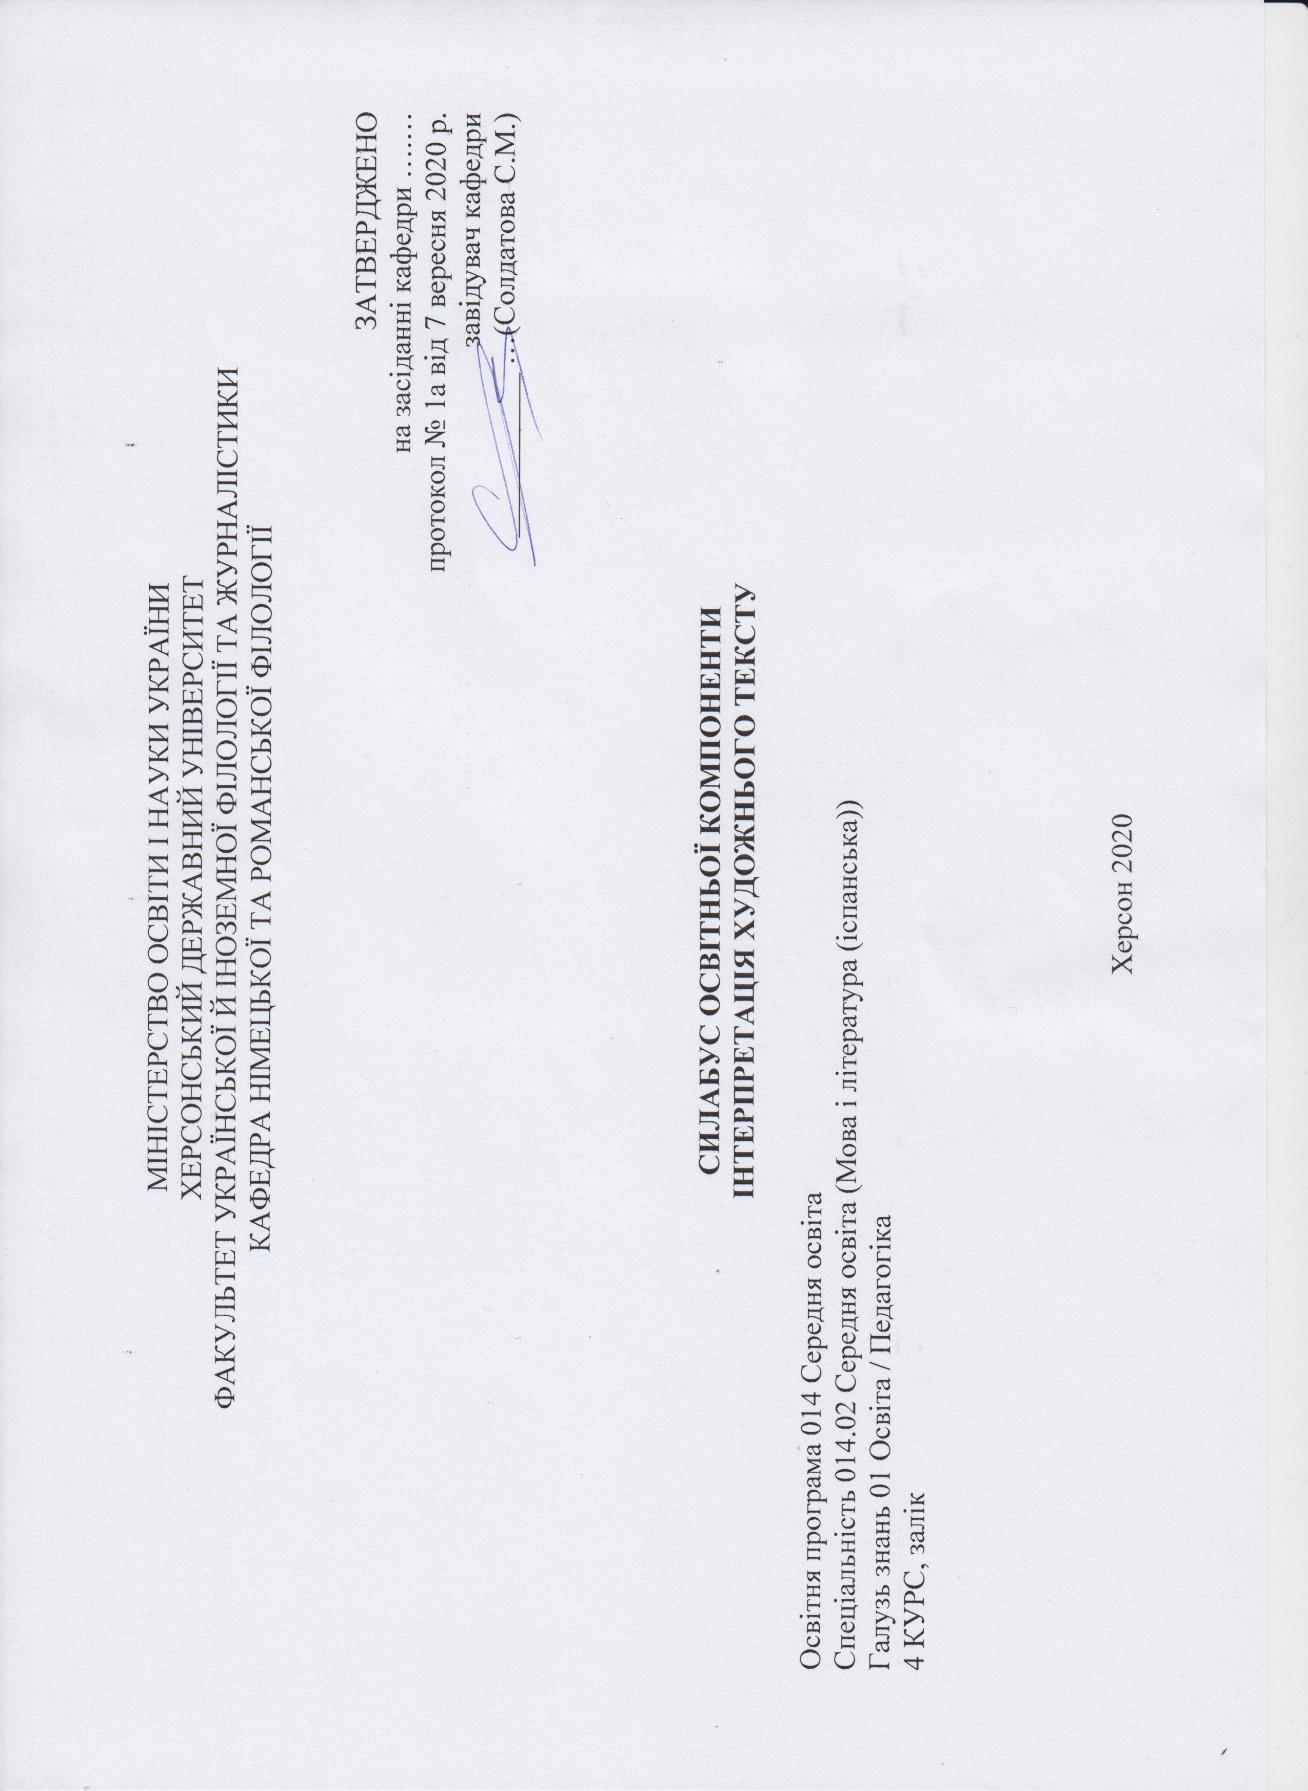 МІНІСТЕРСТВО ОСВІТИ І НАУКИ УКРАЇНИ
ХЕРСОНСЬКИЙ ДЕРЖАВНИЙ УНІВЕРСИТЕТ
ФАКУЛЬТЕТ УКРАЇНСЬКОЇ Й ІНОЗЕМНОЇ ФІЛОЛОГІЇ ТА ЖУРНАЛІСТИКИ
КАФЕДРА НІМЕЦЬКОЇ ТА РОМАНСЬКОЇ ФІЛОЛОГІЇ
ЗАТВЕРДЖЕНО
на засіданні кафедри …….
протокол № 1а від 7 вересня 2020 р.
завідувач кафедри
…(Солдатова С.М.)
СИЛАБУС ОСВІТНЬОЇ КОМПОНЕНТИ
ІНТЕРПРЕТАЦІЯ ХУДОЖНЬОГО ТЕКСТУ
Освітня програма 014 Середня освіта
Спеціальність 014.02 Середня освіта (Мова і література (іспанська))
Галузь знань 01 Освіта / Педагогіка
4 КУРС, залік
Херсон 2020